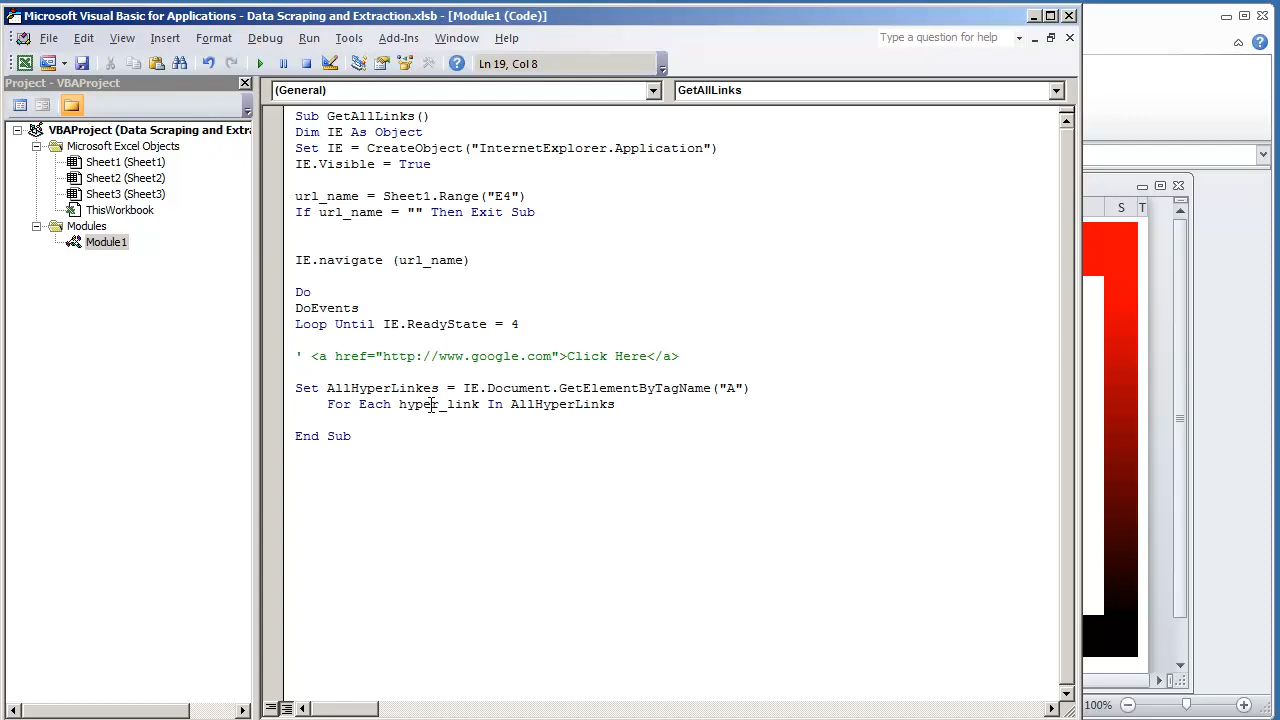 Microsoft Visual Basic for Applications - Data Scraping and Extraction.xlsb - [Module1 (Code)]
File Edit View Insert Format Debug Run Tools Add-Ins Window Help
Type a question for help
Ln 19, Col 8
Project - VBAProject
(General)
GetAllLinks
VBAProject (Data Scraping and Extra
Microsoft Excel Objects
Sheet1 (Sheet1)
Sheet2 (Sheet2)
Sheet3 (Sheet3)
ThisWorkbook
Modules
Module1
Sub GetAllLinks()
Dim IE As Object
Set IE = CreateObject("InternetExplorer.Application")
IE.Visible = True
url_name = Sheet1.Range("E4")
If url_name = "" Then Exit Sub
IE.navigate (url_name)
Do
DoEvents
Loop Until IE.ReadyState = 4
' <a href="http://www.google.com">Click Here</a>
Set AllHyperLinkes = IE.Document.GetElementByTagName("A")
For Each hyper_link In AllHyperLinks
End Sub
S T
100%